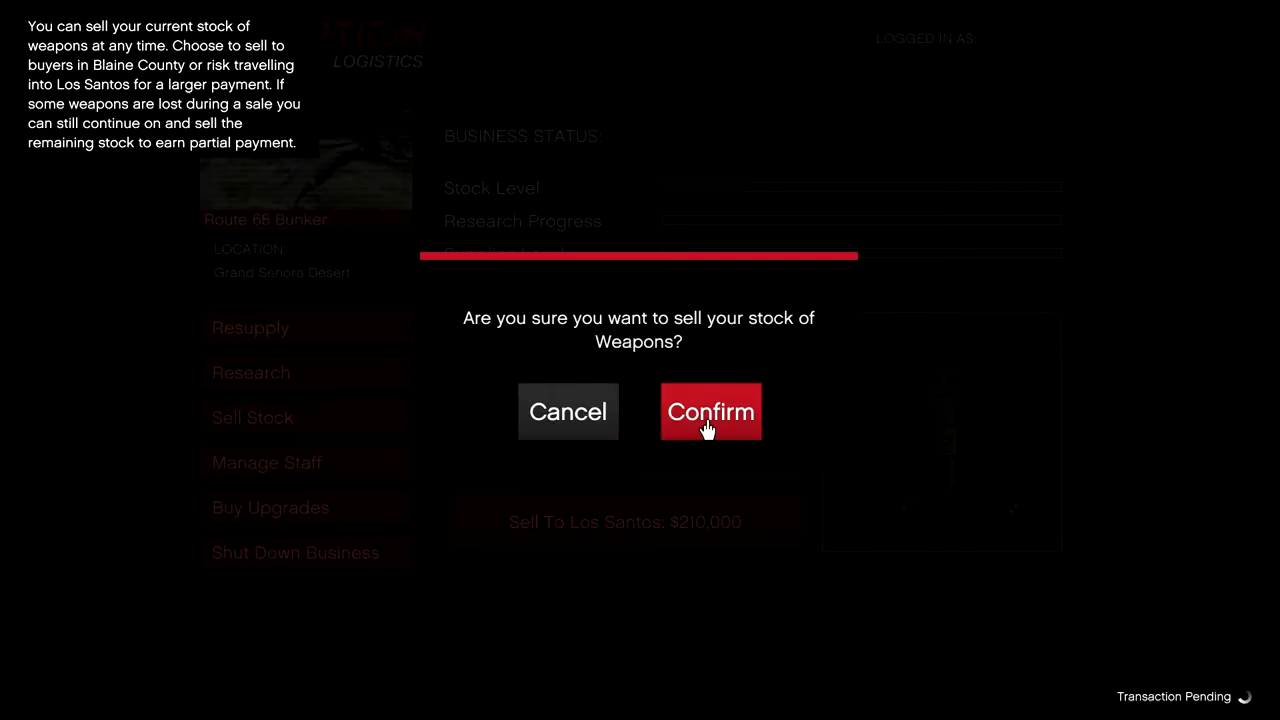 You can sell your current stock of
weapons at any time. Choose to sell to
buyers in Blaine County or risk travelling
into Los Santos for a larger payment. If
some weapons are lost during a sale you
can still continue on and sell the
remaining stock to earn partial payment.
LOGISTICS
LOGGED IN AS:
BUSINESS STATUS:
Stock Level
Research Progress
Route 68 Bunker
LOCATION:
Grand Senora Desert
Are you sure you want to sell your stock of
Weapons?
Cancel
Confirm
Resupply
Research
Sell Stock
Manage Staff
Buy Upgrades
Shut Down Business
Sell To Los Santos: $210,000
Transaction Pending